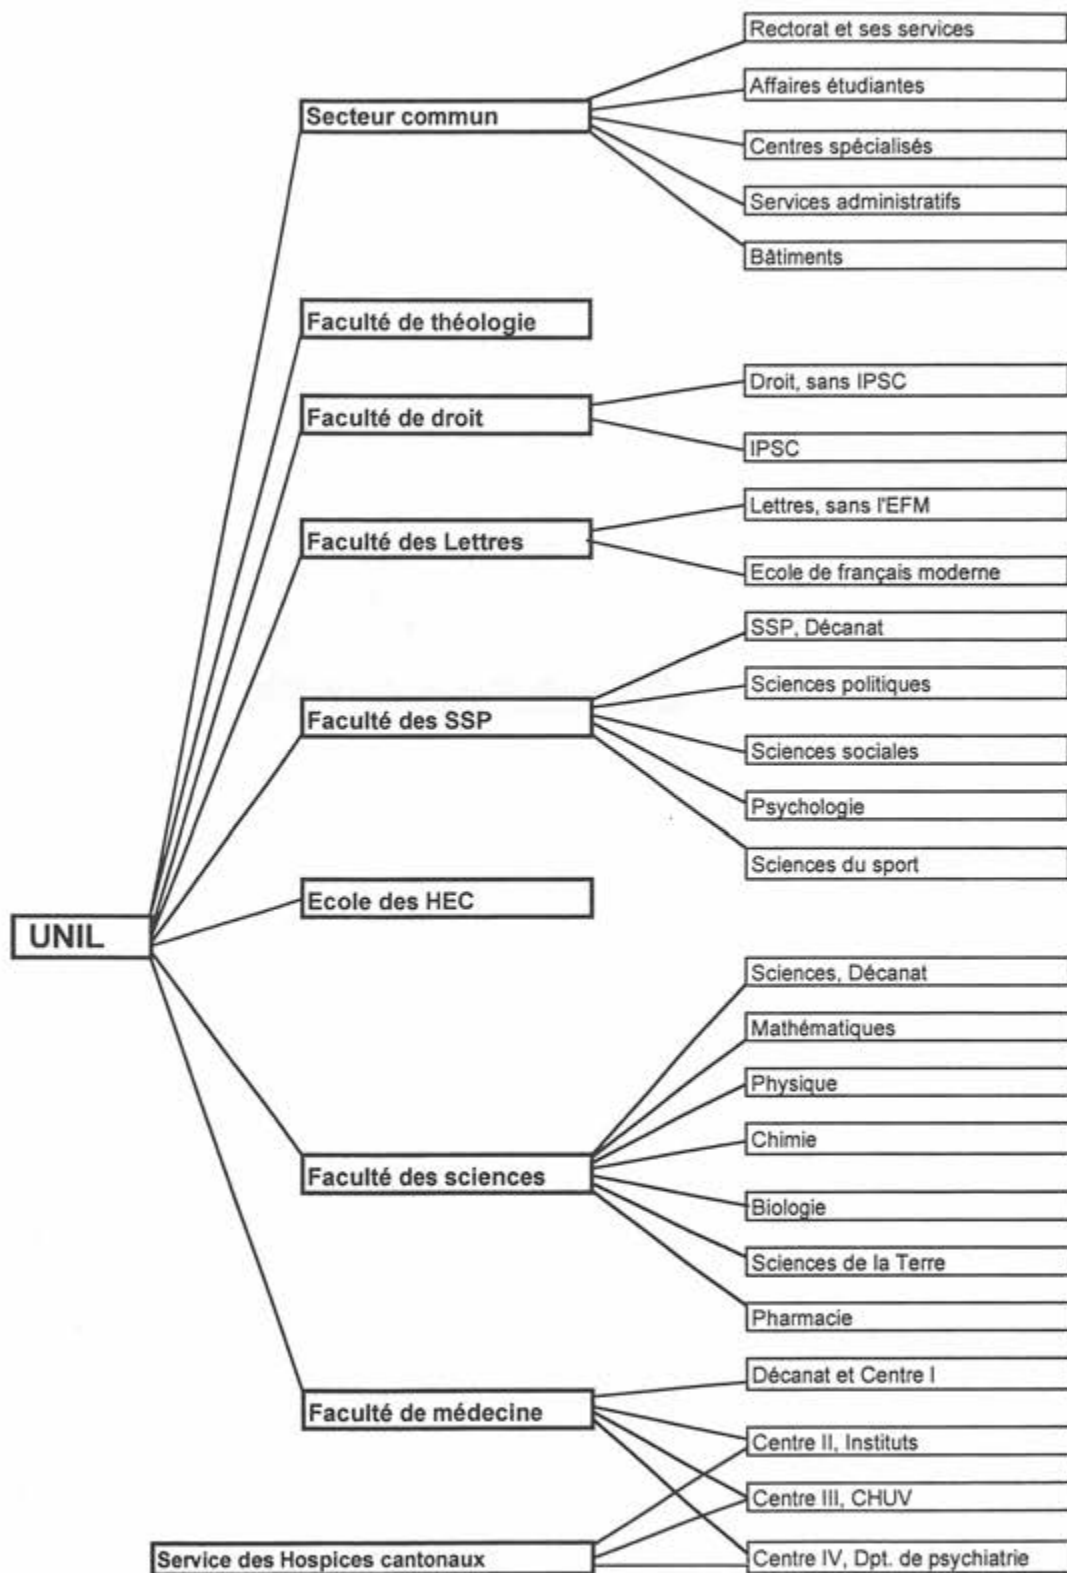 UNIL
Secteur commun
Rectorat et ses services
Affaires étudiantes
Centres spécialisés
Services administratifs
Bâtiments
Faculté de théologie
Faculté de droit
Droit, sans IPSC
IPSC
Faculté des Lettres
Lettres, sans l'EFM
Ecole de français moderne
Faculté des SSP
SSP, Décanat
Sciences politiques
Sciences sociales
Psychologie
Sciences du sport
Ecole des HEC
Faculté des sciences
Sciences, Décanat
Mathématiques
Physique
Chimie
Biologie
Sciences de la Terre
Pharmacie
Faculté de médecine
Décanat et Centre I
Centre II, Instituts
Centre III, CHUV
Centre IV, Dpt. de psychiatrie
Service des Hospices cantonaux